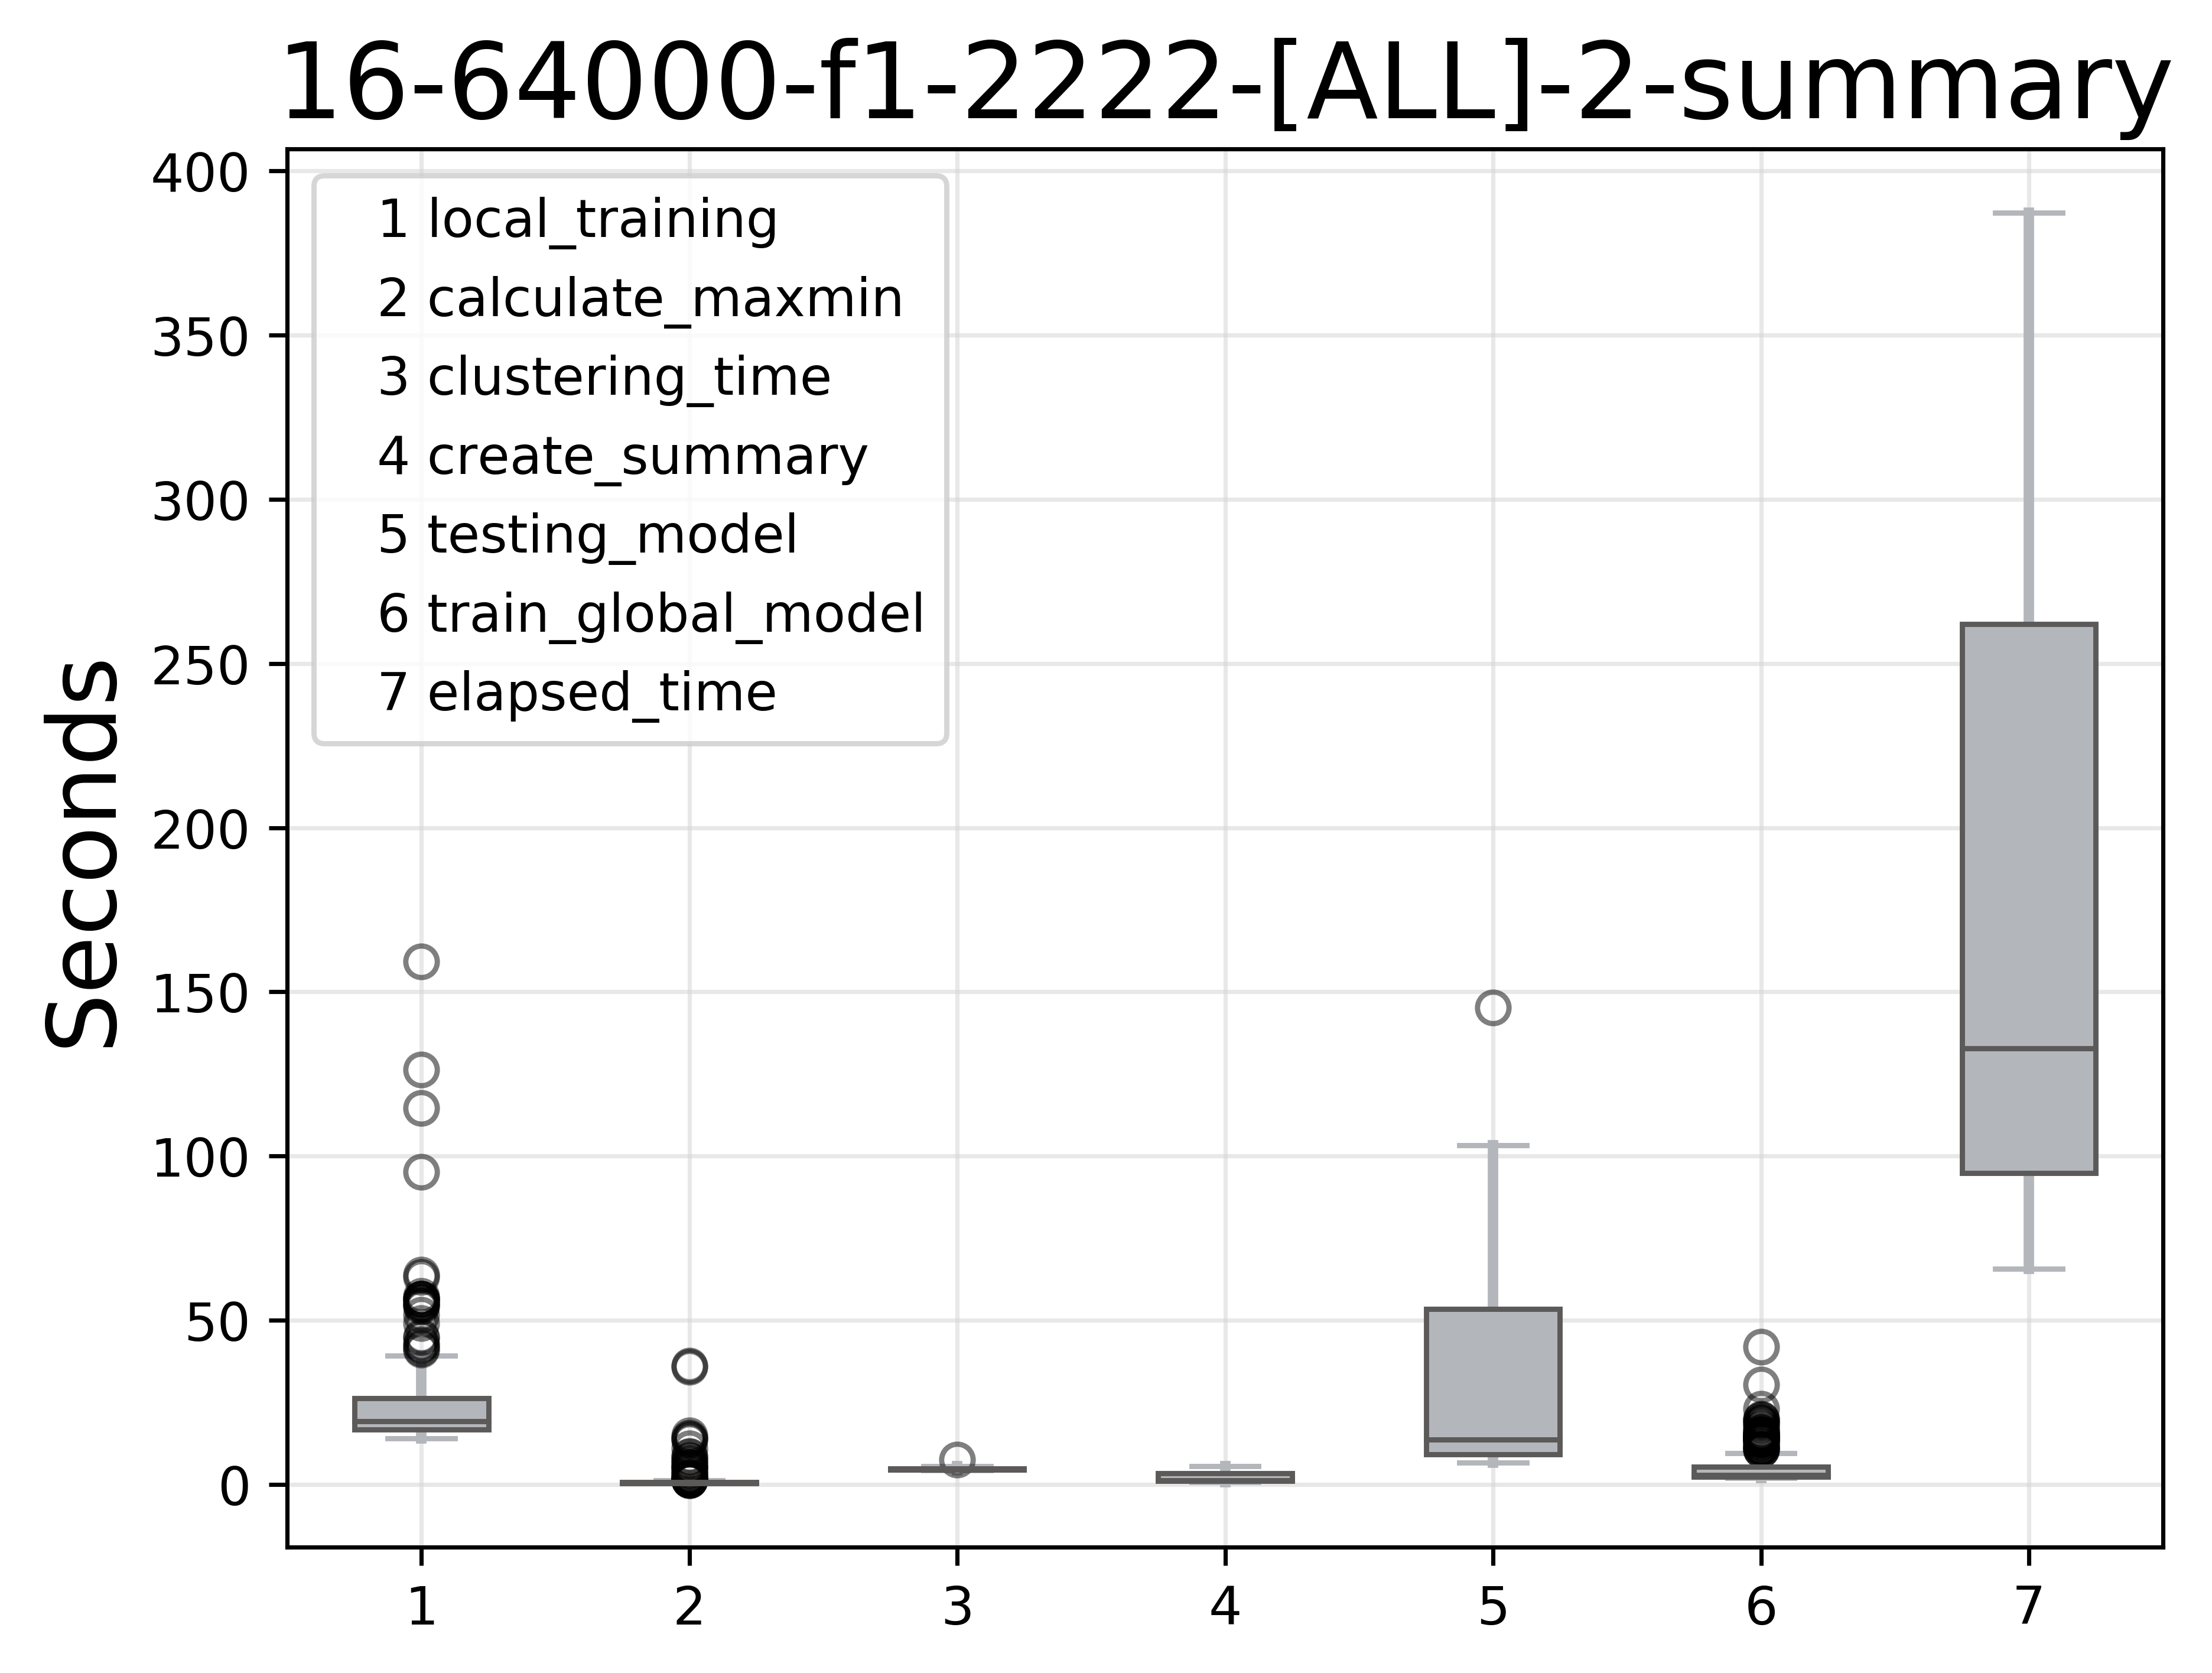 16-64000-f1-2222-[ALL]-2-summary
400
350
300
250
200
150
100
50
0
Seconds
1 local_training
2 calculate_maxmin
3 clustering_time
4 create_summary
5 testing_model
6 train_global_model
7 elapsed_time
1 2 3 4 5 6 7